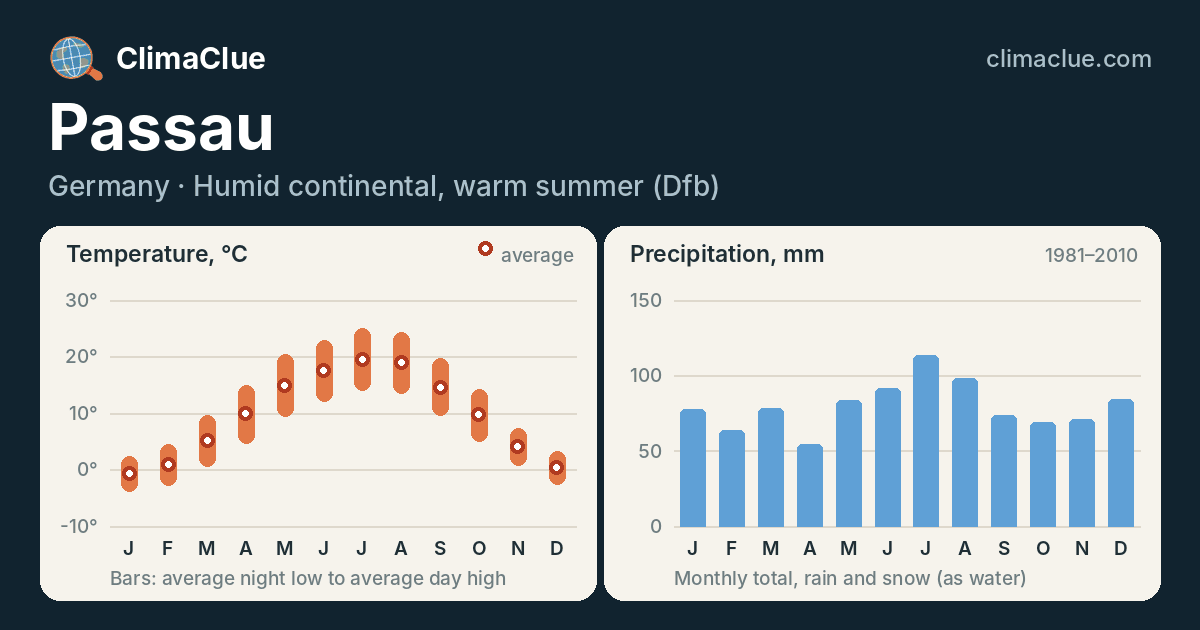 ClimaClue
climaclue.com
Passau
Germany · Humid continental, warm summer (Dfb)
Temperature, °C
average
30°
20°
10°
0°
-10°
J F M A M J J A S O N D
Bars: average night low to average day high
Precipitation, mm
1981–2010
150
100
50
0
J F M A M J J A S O N D
Monthly total, rain and snow (as water)